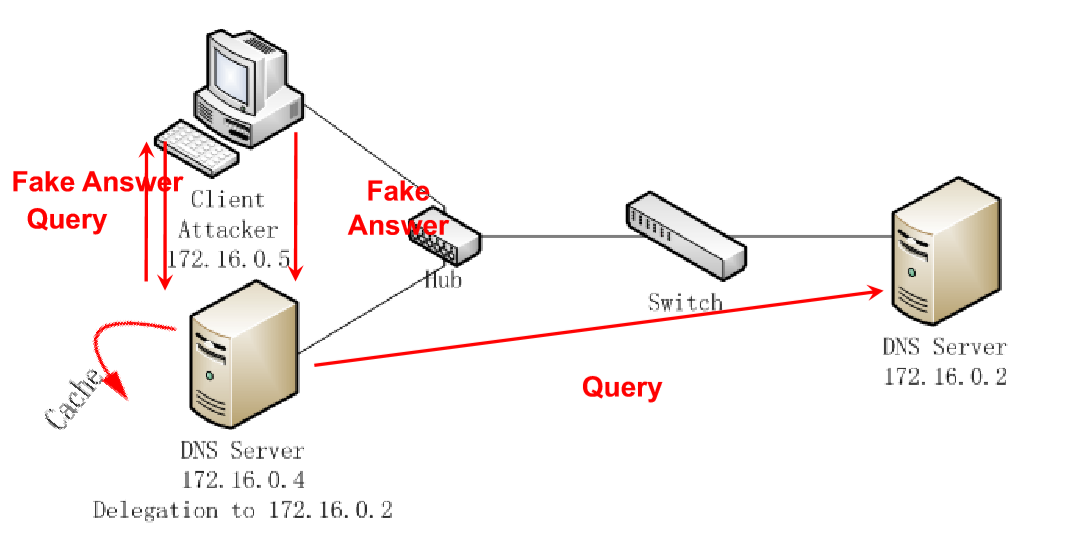 Fake Answer
Query
Client
Attacker
172.16.0.5
Fake
Answer
Hub
Switch
DNS Server
172.16.0.2
Query
Cache
DNS Server
172.16.0.4
Delegation to 172.16.0.2